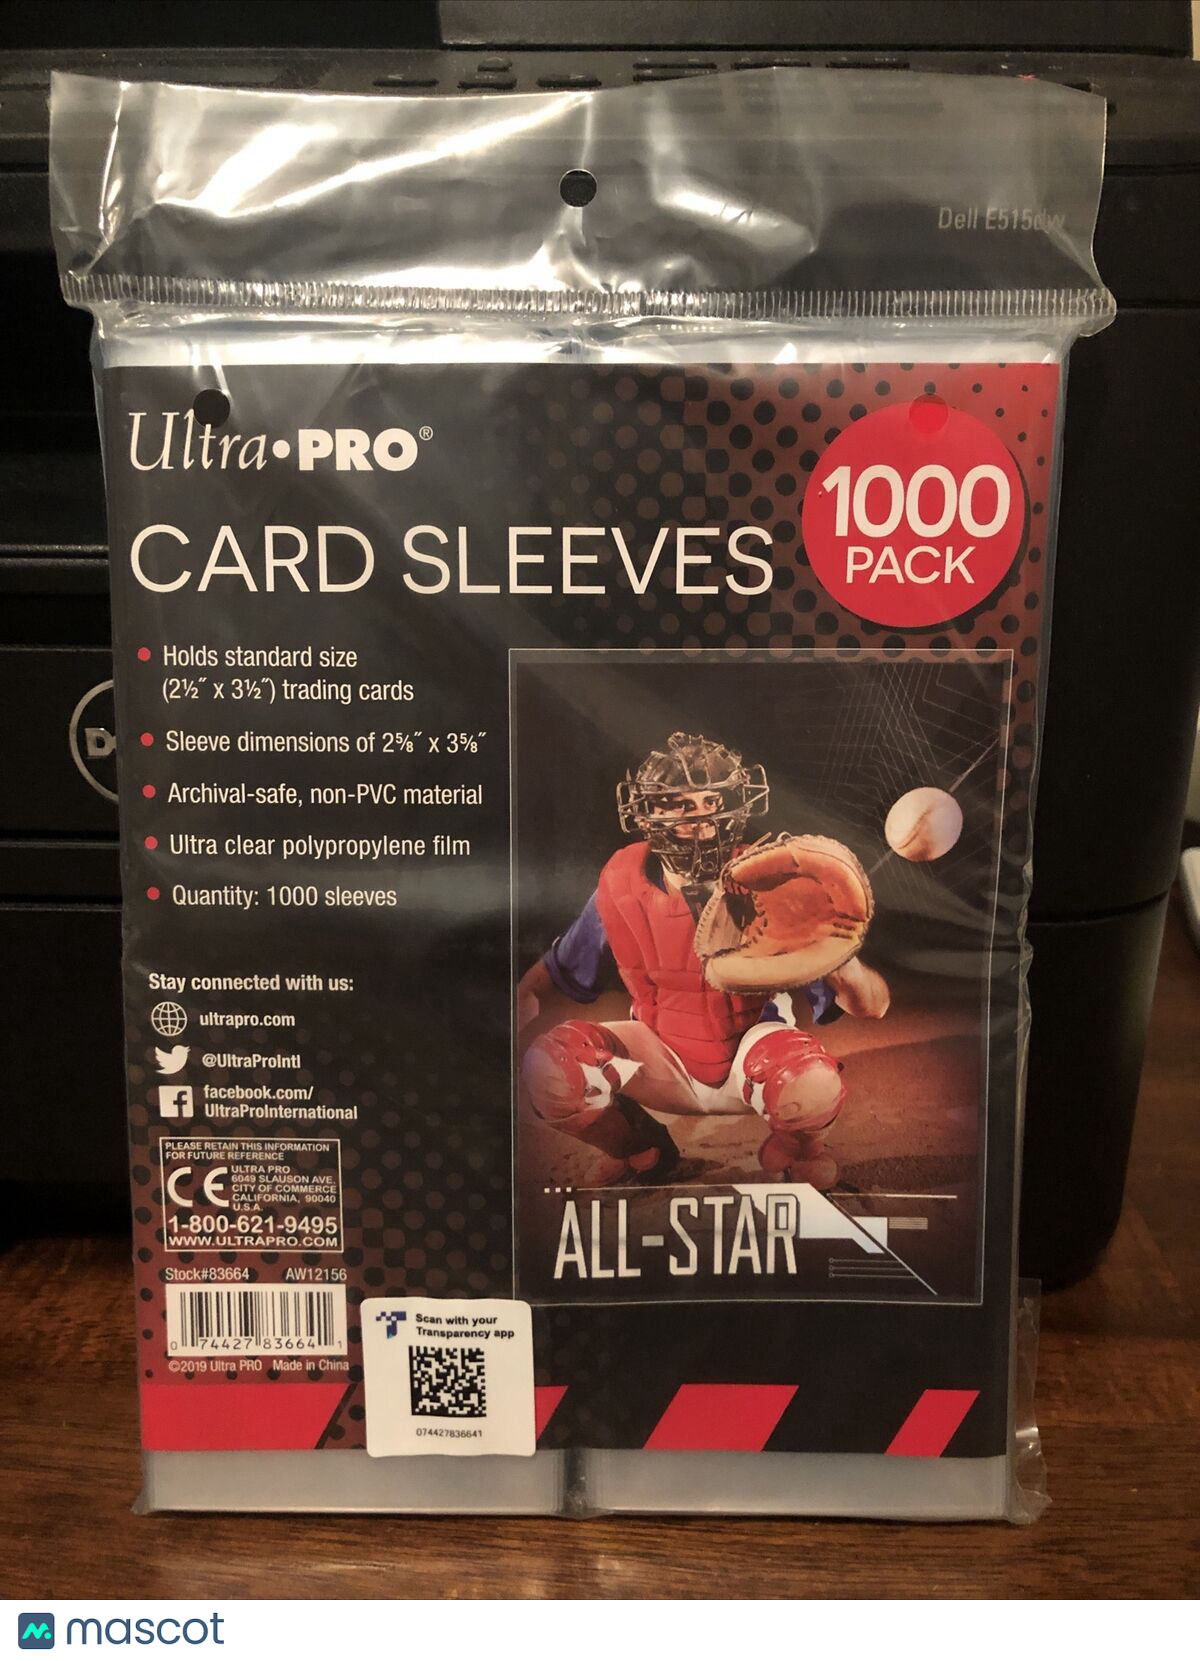 Dell E515dw
Ultra•PRO®
CARD SLEEVES
1000
PACK
• Holds standard size
(2½˝ x 3½˝) trading cards
• Sleeve dimensions of 2⅝˝ x 3⅝˝
• Archival-safe, non-PVC material
• Ultra clear polypropylene film
• Quantity: 1000 sleeves
Stay connected with us:
ultrapro.com
@UltraProIntl
facebook.com/
UltraProInternational
PLEASE RETAIN THIS INFORMATION
FOR FUTURE REFERENCE
CE
ULTRA PRO
6049 SLAUSON AVE.
CITY OF COMMERCE
CALIFORNIA, 90040
U.S.A.
1-800-621-9495
WWW.ULTRAPRO.COM
Stock#83664 AW12156
0 74427 83664 1
©2019 Ultra PRO Made in China
ALL-STAR
Scan with your
Transparency app
074427836641
mascot